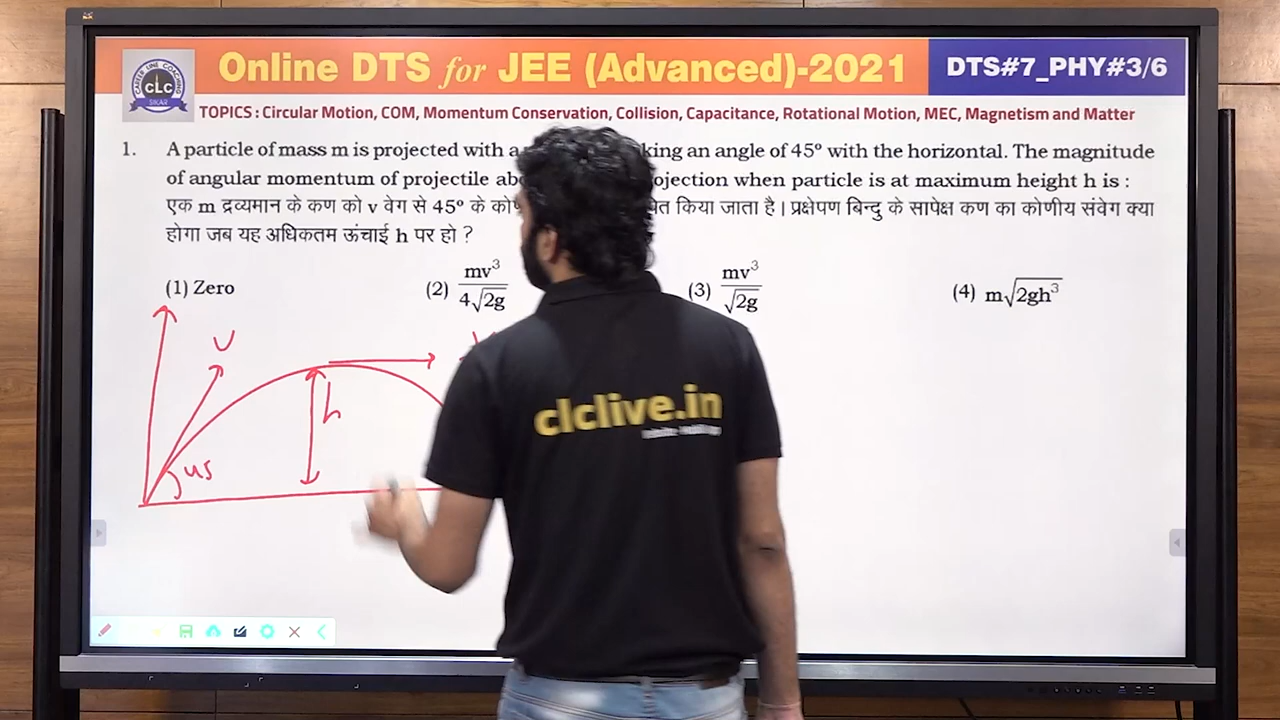 Online DTS for JEE (Advanced)-2021
DTS#7_PHY#3/6
CAREER LINE COACHING
CLC
SIKAR
TOPICS : Circular Motion, COM, Momentum Conservation, Collision, Capacitance, Rotational Motion, MEC, Magnetism and Matter
1. A particle of mass m is projected with a king an angle of 45° with the horizontal. The magnitude
of angular momentum of projectile abo ojection when particle is at maximum height h is :
एक m द्रव्यमान के कण को v वेग से 45° के को त किया जाता है। प्रक्षेपण बिन्दु के सापेक्ष कण का कोणीय संवेग क्या
होगा जब यह अधिकतम ऊंचाई h पर हो ?
(1) Zero (2) mv³/4√2g (3) mv³/√2g (4) m√2gh³
v
h
45
clclive.in